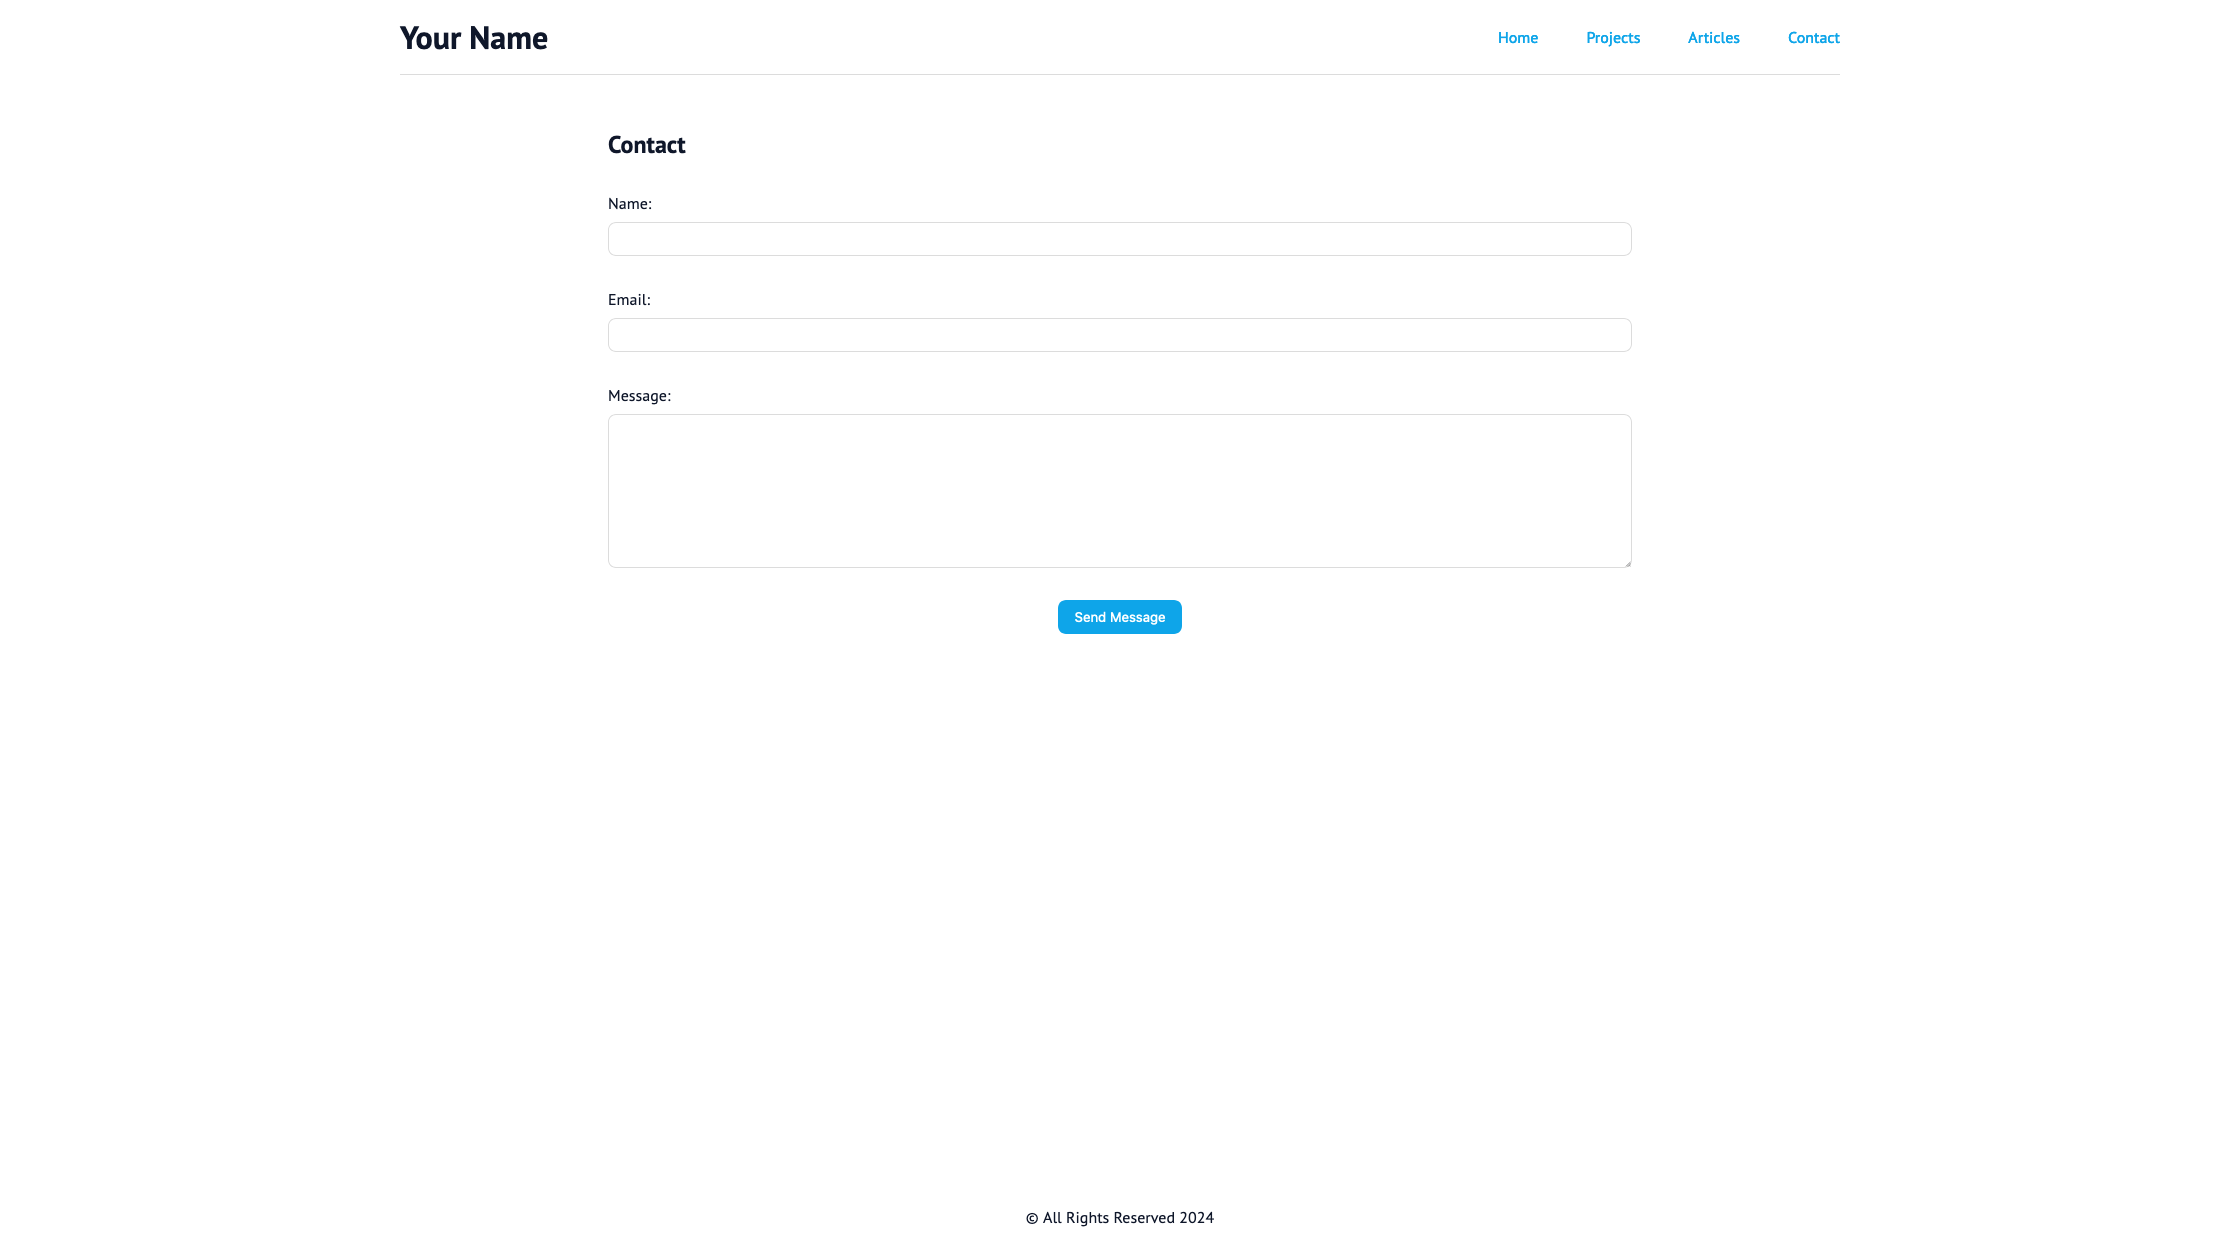 Your Name
Home Projects Articles Contact
Contact
Name:
Email:
Message:
Send Message
© All Rights Reserved 2024